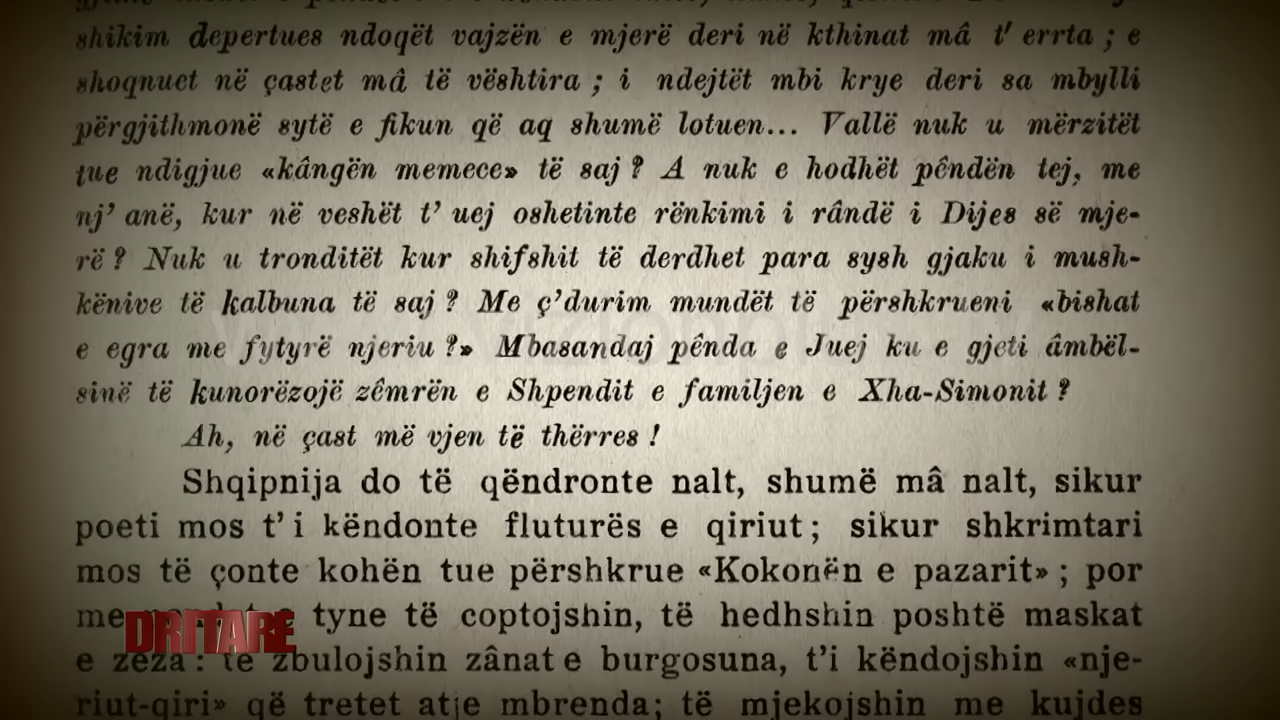 shikim depertues ndoqët vajzën e mjerë deri në kthinat mâ t' errta ; e
shoqnuet në çastet mâ të vështira ; i ndejtët mbi krye deri sa mbylli
përgjithmonë sytë e fikun që aq shumë lotuen... Vallë nuk u mërzitët
tue ndigjue «kângën memece» të saj ? A nuk e hodhët pêndën tej, me
nj' anë, kur në veshët t' uej oshetinte rënkimi i rândë i Dijes së mje-
rë ? Nuk u tronditët kur shifshit të derdhet para sysh gjaku i mush-
kënive të kalbuna të saj ? Me ç'durim mundët të përshkrueni «bishat
e egra me fytyrë njeriu ?» Mbasandaj pênda e Juej ku e gjeti âmbël-
sinë të kunorëzojë zêmrën e Shpendit e familjen e Xha-Simonit ?
Ah, në çast më vjen të thërres !
Shqipnija do të qëndronte nalt, shumë mâ nalt, sikur
poeti mos t' i këndonte fluturës e qiriut ; sikur shkrimtari
mos të çonte kohën tue përshkrue «Kokonën e pazarit» ; por
me tyne të coptojshin, të hedhshin poshtë maskat
e zeza : të zbulojshin zânat e burgosuna, t'i këndojshin «nje-
riut-qiri» që tretet atje mbrenda ; të mjekojshin me kujdes
DRITARE